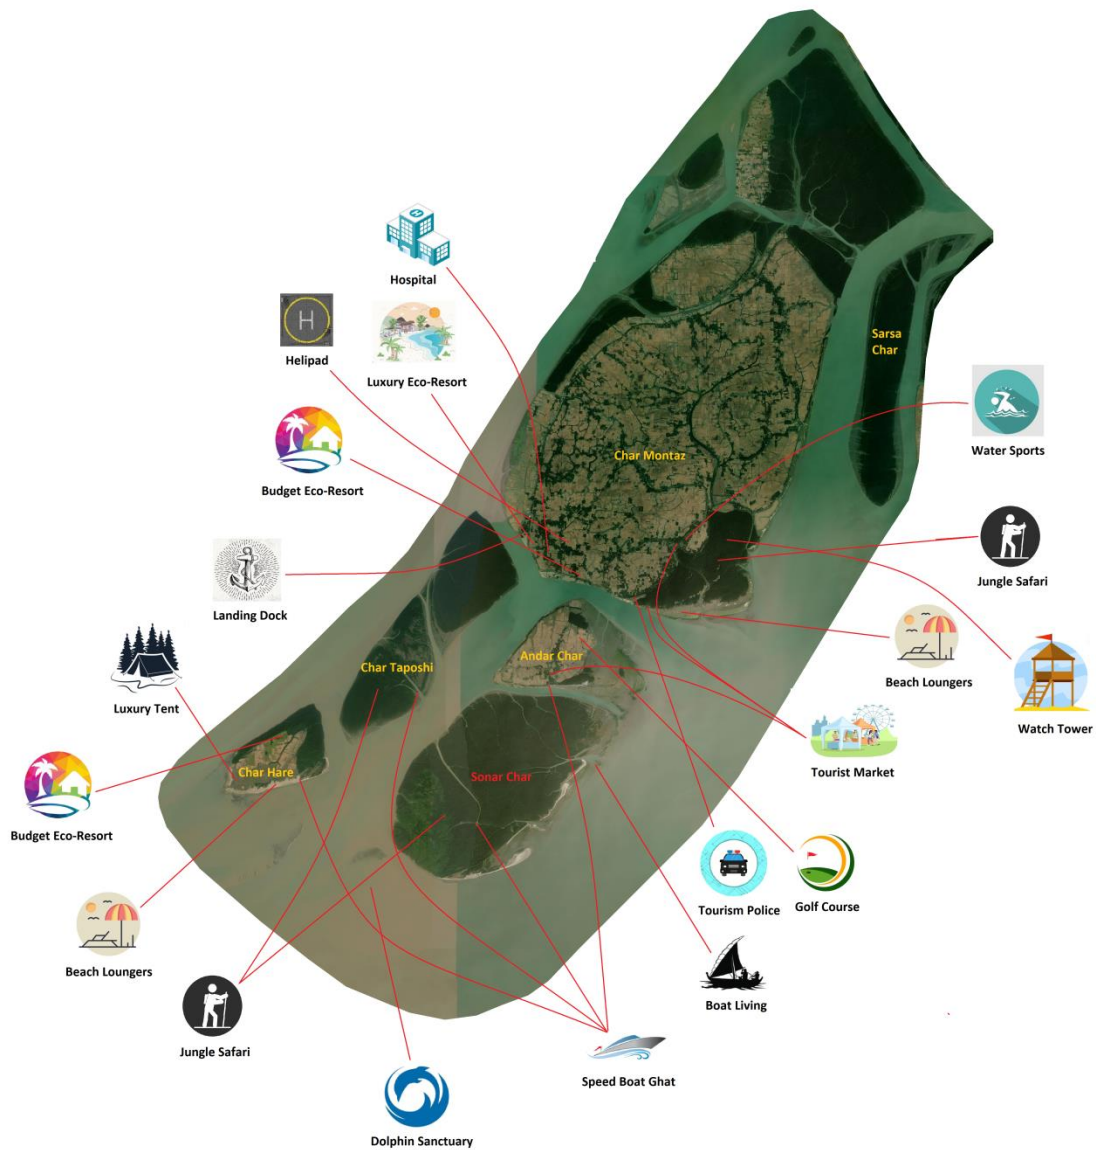 Hospital
Helipad
Luxury Eco-Resort
Sarsa
Char
Water Sports
Char Montaz
Budget Eco-Resort
Jungle Safari
Landing Dock
Andar Char
Char Taposhi
Beach Loungers
Luxury Tent
Watch Tower
Tourist Market
Char Hare
Sonar Char
Budget Eco-Resort
Tourism Police
Golf Course
Beach Loungers
Boat Living
Jungle Safari
Speed Boat Ghat
Dolphin Sanctuary
H
H